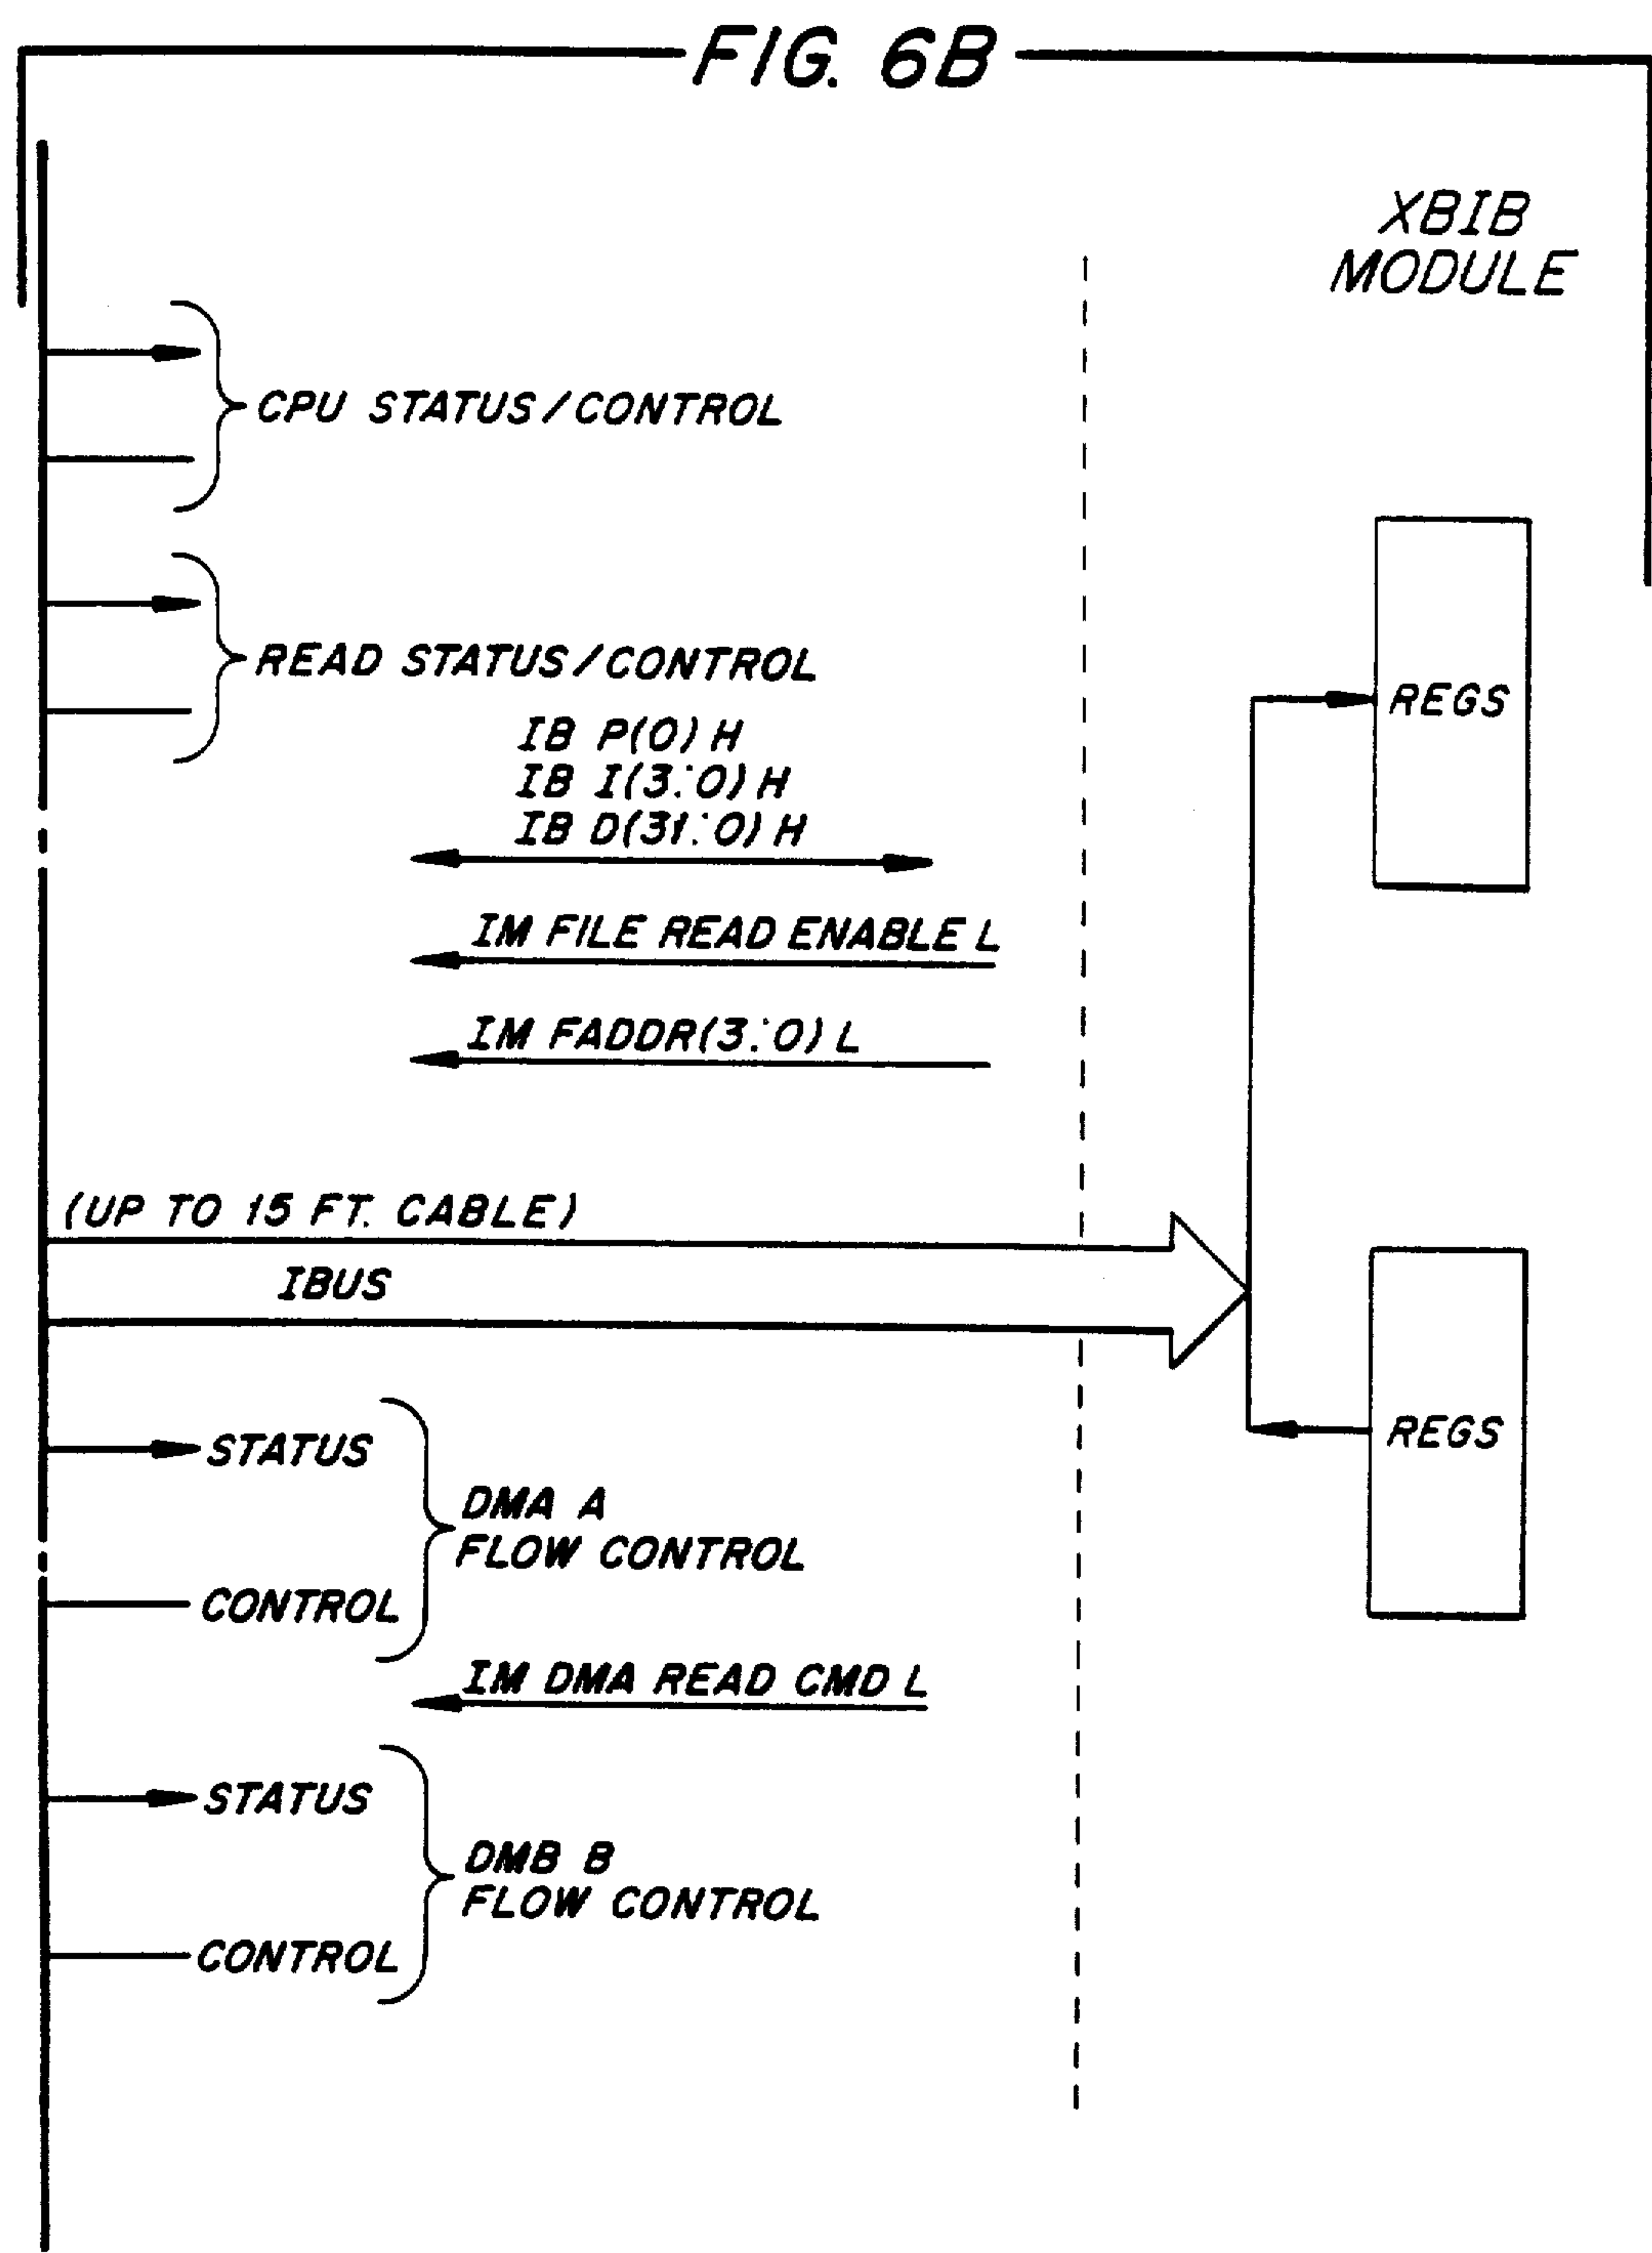 FIG. 6B
XBIB
MODULE
CPU STATUS/CONTROL
READ STATUS/CONTROL
IB P(0) H
IB I(3:0) H
IB D(31:0) H
REGS
IM FILE READ ENABLE L
IM FADDR(3:0) L
(UP TO 15 FT. CABLE)
IBUS
STATUS
DMA A
FLOW CONTROL
CONTROL
REGS
IM DMA READ CMD L
STATUS
DMB B
FLOW CONTROL
CONTROL